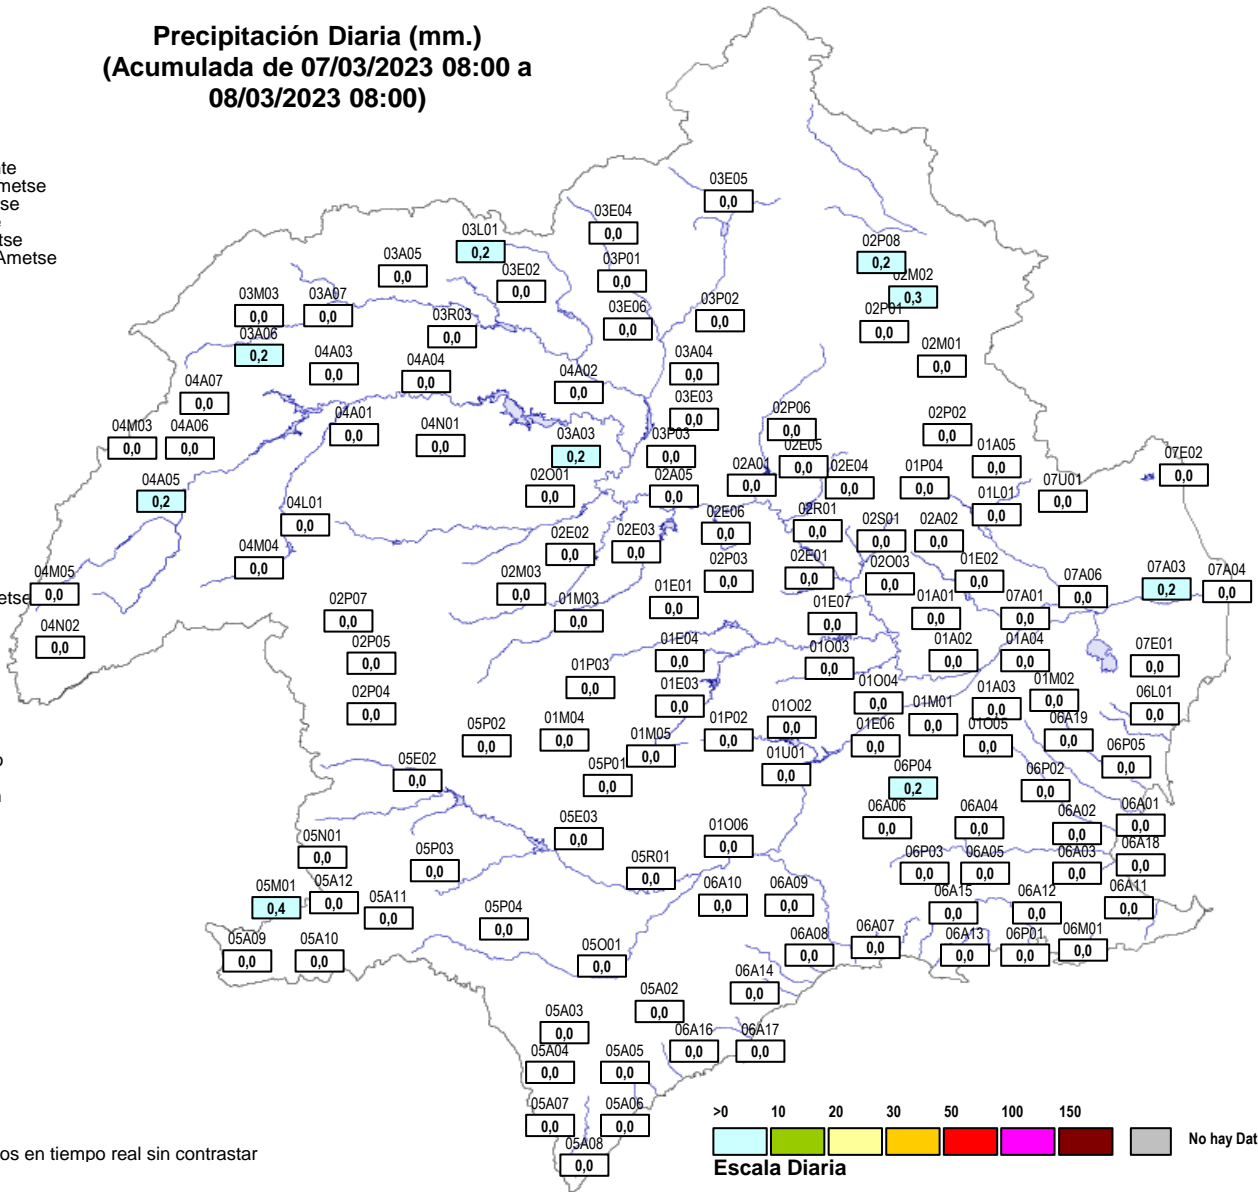 Precipitación Diaria (mm.)
(Acumulada de 07/03/2023 08:00 a
08/03/2023 08:00)
te
metse
se
e
tse
Ametse
03E05
0,0
03E04
0,0
03L01
0,2
02P08
0,2
03A05
0,0
03P01
0,0
03E02
0,0
02M02
0,3
03M03
0,0
03A07
0,0
03P02
0,0
03E06
0,0
02P01
0,0
03R03
0,0
03A06
0,2
02M01
0,0
04A03
0,0
04A04
0,0
03A04
0,0
04A02
0,0
04A07
0,0
03E03
0,0
02P06
0,0
02P02
0,0
04A01
0,0
04M03
0,0
04A06
0,0
04N01
0,0
03A03
0,2
03P03
0,0
02E05
0,0
01A05
0,0
07E02
0,0
02A01
0,0
02E04
0,0
01P04
0,0
04A05
0,2
02O01
0,0
02A05
0,0
07U01
0,0
01L01
0,0
04L01
0,0
02E06
0,0
02R01
0,0
02S01
0,0
02A02
0,0
02E02
0,0
02E03
0,0
04M04
0,0
02P03
0,0
02E01
0,0
02O03
0,0
01E02
0,0
04M05
0,0
etse
02M03
0,0
07A06
0,0
07A03
0,2
07A04
0,0
01E01
0,0
02P07
0,0
01M03
0,0
01E07
0,0
01A01
0,0
07A01
0,0
04N02
0,0
02P05
0,0
01E04
0,0
01O03
0,0
01A02
0,0
01A04
0,0
07E01
0,0
01P03
0,0
02P04
0,0
01E03
0,0
01O04
0,0
01A03
0,0
01M02
0,0
06L01
0,0
01O02
0,0
01M01
0,0
05P02
0,0
01M04
0,0
01M05
0,0
01P02
0,0
01E06
0,0
01O05
0,0
06A19
0,0
06P05
0,0
05E02
0,0
05P01
0,0
01U01
0,0
06P04
0,2
06P02
0,0
06A06
0,0
06A04
0,0
06A02
0,0
06A01
0,0
05E03
0,0
01O06
0,0
05N01
0,0
05P03
0,0
05R01
0,0
06P03
0,0
06A05
0,0
06A03
0,0
06A18
0,0
05M01
0,4
05A12
0,0
05A11
0,0
06A10
0,0
06A09
0,0
06A15
0,0
06A12
0,0
06A11
0,0
05P04
0,0
05A09
0,0
05A10
0,0
05O01
0,0
06A08
0,0
06A07
0,0
06A13
0,0
06P01
0,0
06M01
0,0
06A14
0,0
05A02
0,0
05A03
0,0
06A16
0,0
06A17
0,0
05A04
0,0
05A05
0,0
05A07
0,0
05A06
0,0
05A08
0,0
os en tiempo real sin contrastar
>0 10 20 30 50 100 150
No hay Dat
Escala Diaria